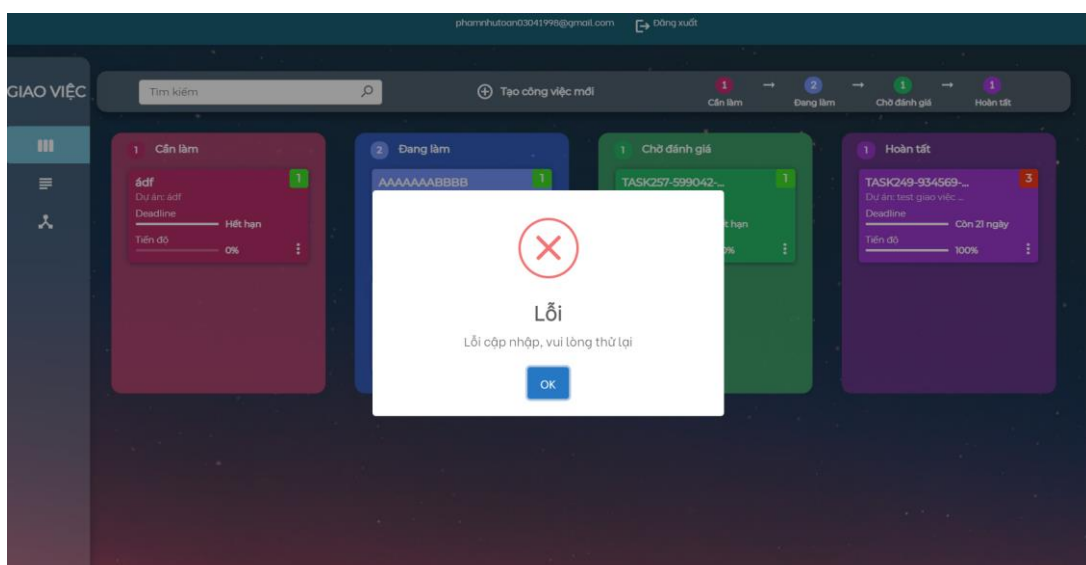 phamnhutoan03041998@gmail.com Đăng xuất
GIAO VIỆC
Tìm kiếm
Tạo công việc mới
1 → 2 → 1 → 1
Cần làm Đang làm Chờ đánh giá Hoàn tất
1 Cần làm
ádf 1
Dự án: ádf
Deadline
Hết hạn
Tiến độ
0%
2 Đang làm
AAAAAAABBBB 1
1 Chờ đánh giá
TASK257-599042-... 1
t hạn
0%
1 Hoàn tất
TASK249-934569-... 3
Dự án: test giao việc ...
Deadline
Còn 21 ngày
Tiến độ
100%
Lỗi
Lỗi cập nhập, vui lòng thử lại
OK